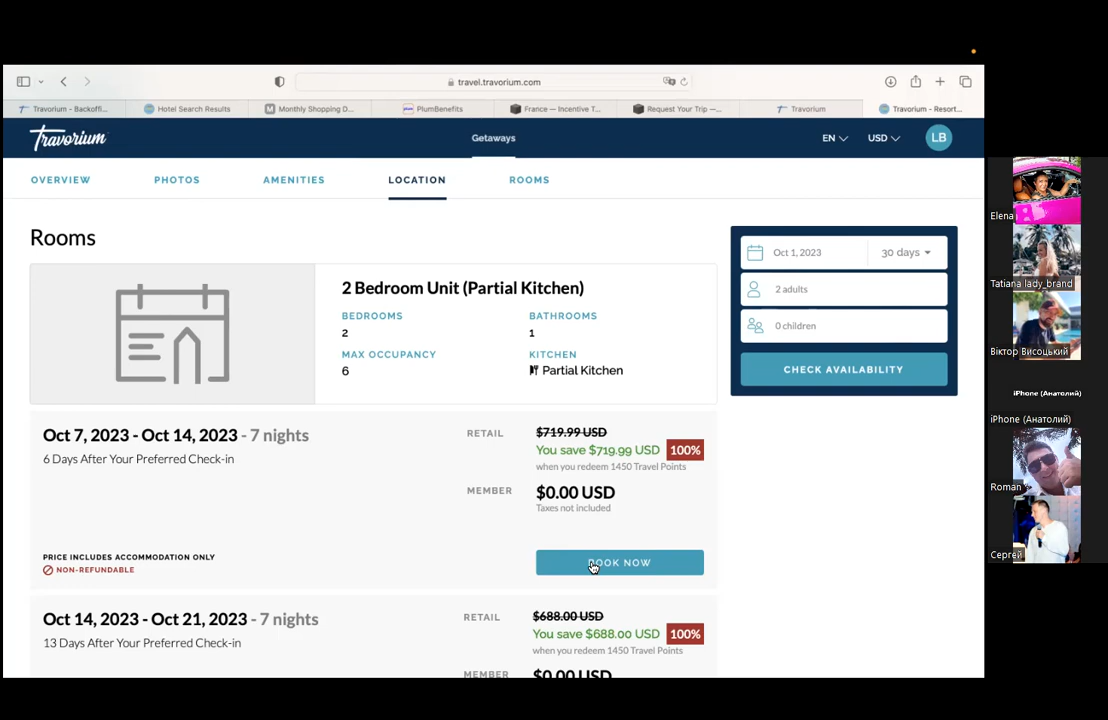 travel.travorium.com
Travorium - Backoffi...
Hotel Search Results
Monthly Shopping D...
PlumBenefits
France — Incentive T...
Request Your Trip —...
Travorium
Travorium - Resort...
Travorium
Getaways
EN
USD
LB
OVERVIEW
PHOTOS
AMENITIES
LOCATION
ROOMS
Rooms
2 Bedroom Unit (Partial Kitchen)
BEDROOMS
BATHROOMS
2
1
MAX OCCUPANCY
KITCHEN
6
Partial Kitchen
Oct 7, 2023 - Oct 14, 2023 - 7 nights
6 Days After Your Preferred Check-in
RETAIL
$719.99 USD
You save $719.99 USD 100%
when you redeem 1450 Travel Points
MEMBER
$0.00 USD
Taxes not included
PRICE INCLUDES ACCOMMODATION ONLY
NON-REFUNDABLE
BOOK NOW
Oct 14, 2023 - Oct 21, 2023 - 7 nights
13 Days After Your Preferred Check-in
RETAIL
$688.00 USD
You save $688.00 USD 100%
when you redeem 1450 Travel Points
MEMBER
$0.00 USD
Oct 1, 2023
30 days
2 adults
0 children
CHECK AVAILABILITY
Elena
Tatiana lady_brand
Віктор Висоцький
iPhone (Анатолий)
iPhone (Анатолий)
Roman
Сергей